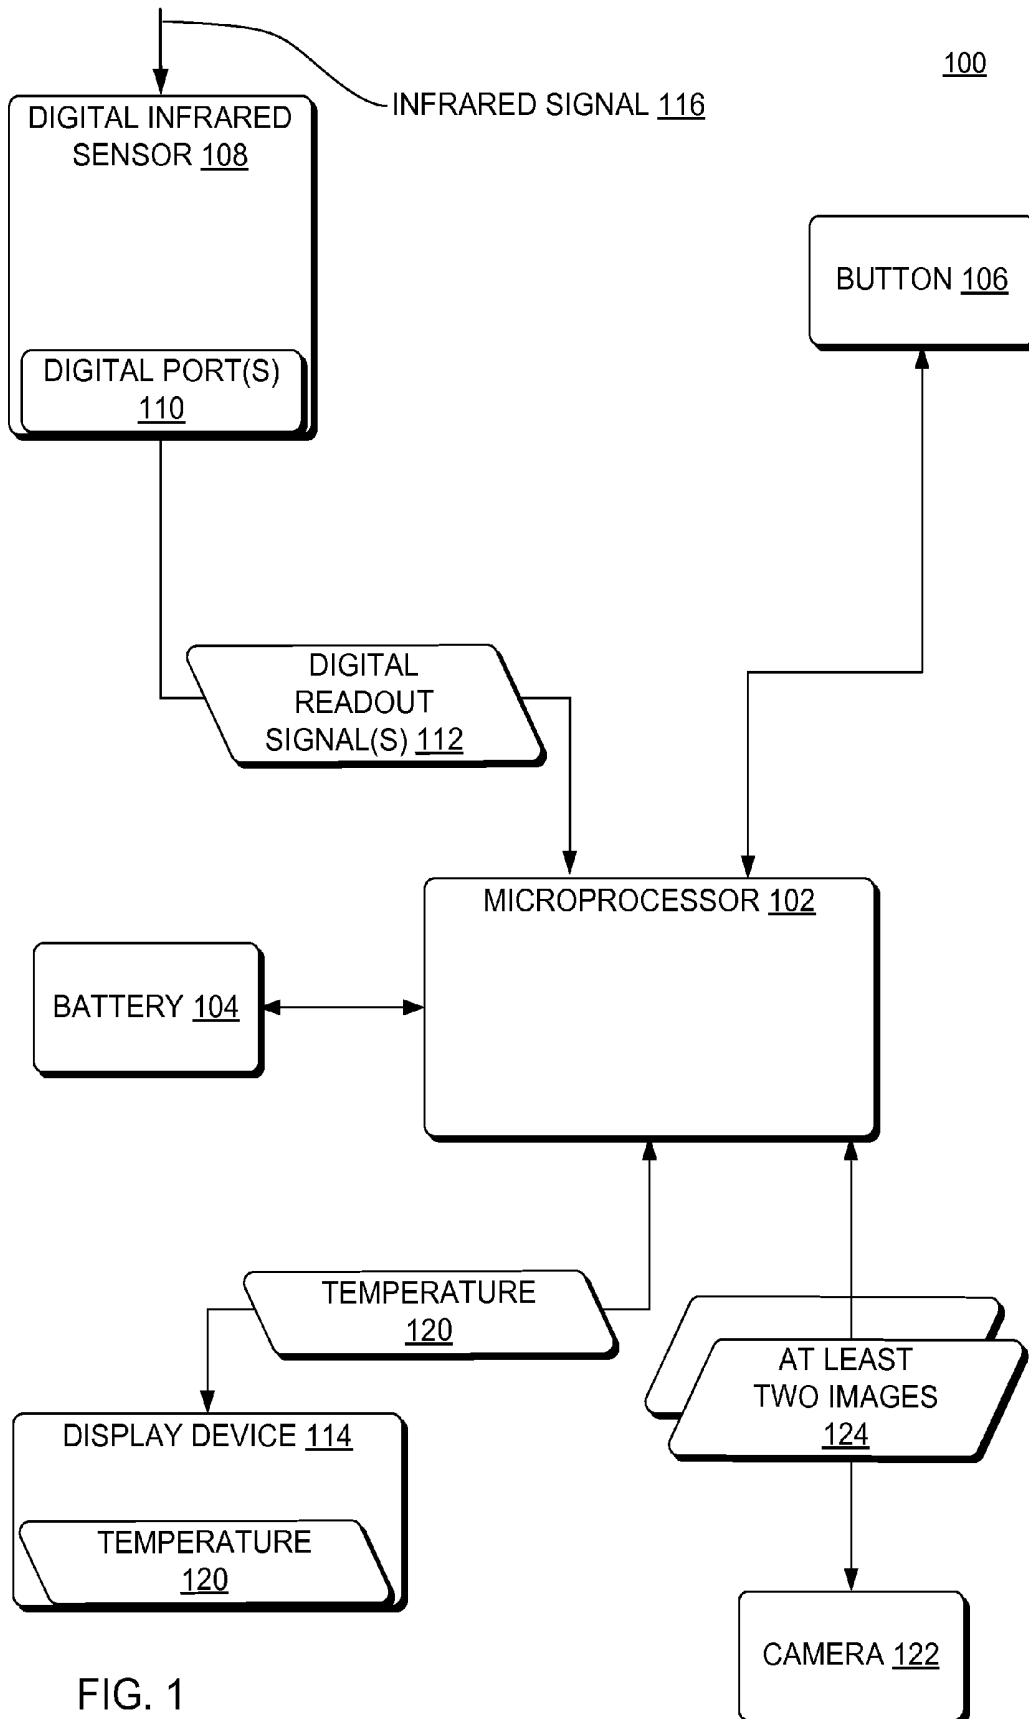 100
INFRARED SIGNAL 116
DIGITAL INFRARED
SENSOR 108
DIGITAL PORT(S)
110
BUTTON 106
DIGITAL
READOUT
SIGNAL(S) 112
MICROPROCESSOR 102
BATTERY 104
TEMPERATURE
120
AT LEAST
TWO IMAGES
124
DISPLAY DEVICE 114
TEMPERATURE
120
CAMERA 122
FIG. 1